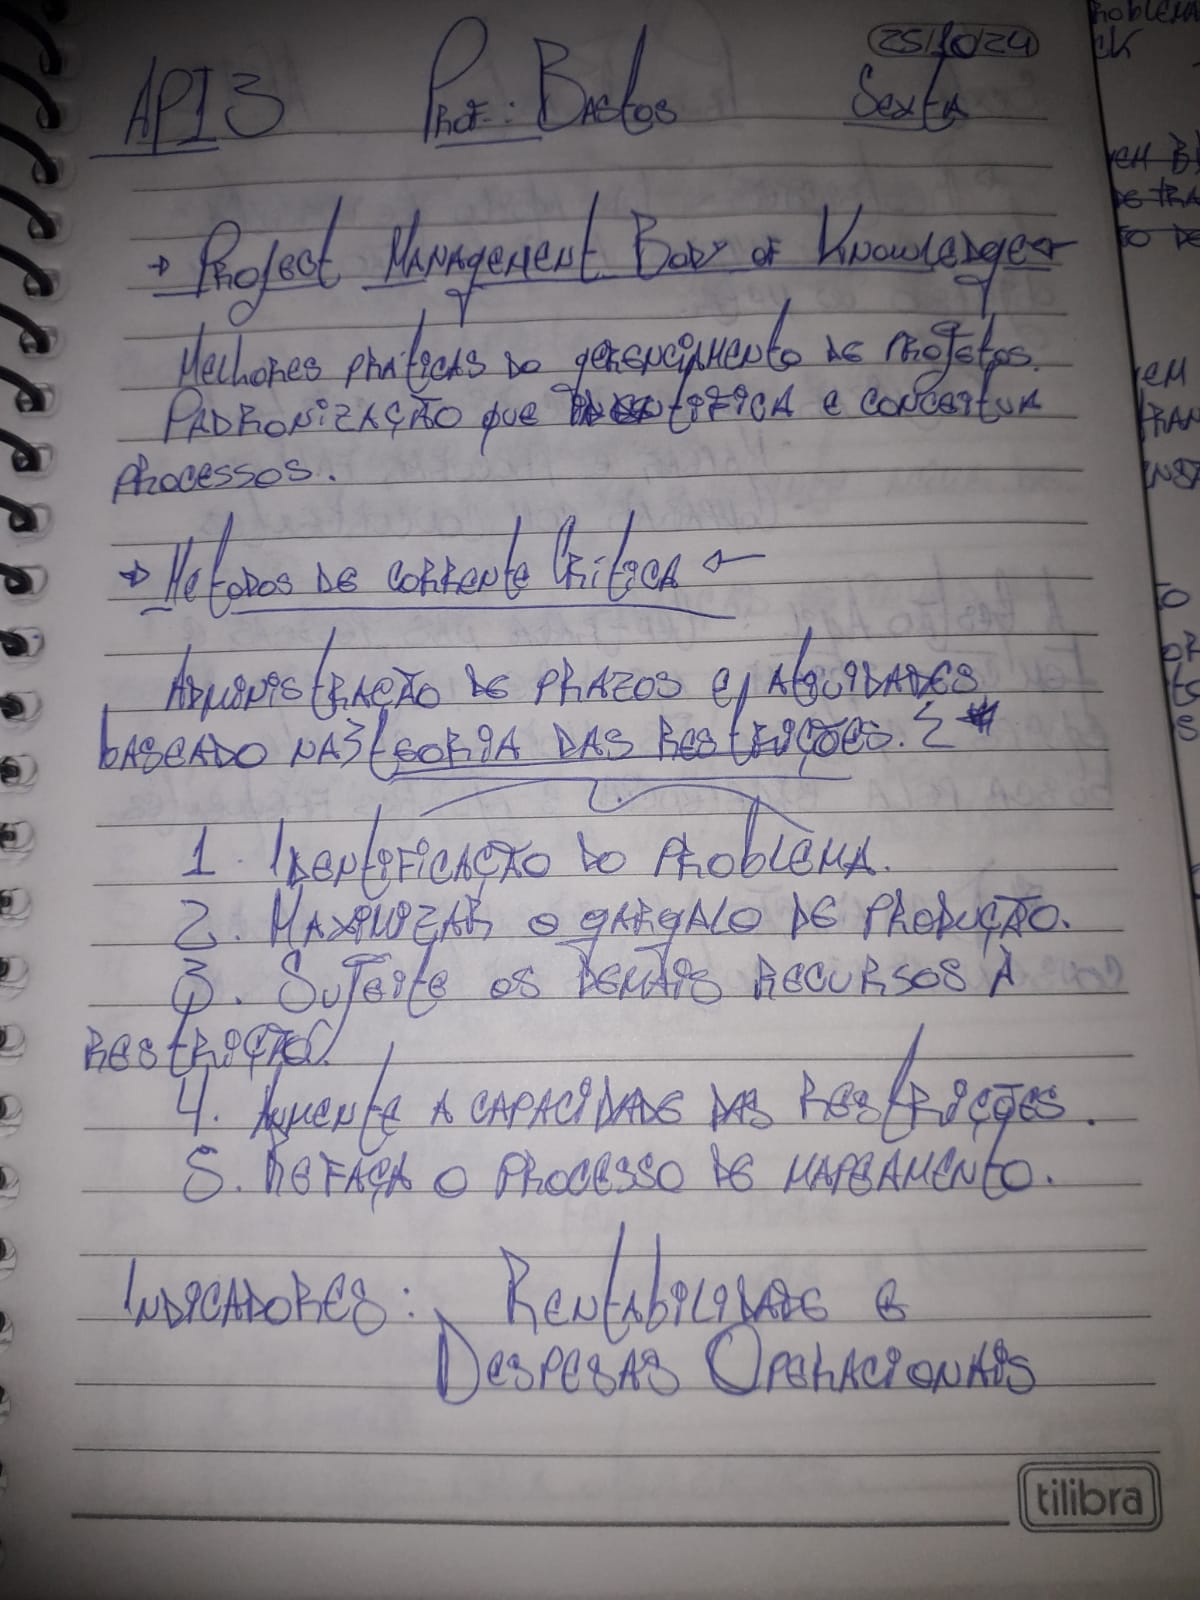 25/10/24
API 3 Prof.: Bastos Sexta
→ Project Management Body of Knowledge ←
Melhores práticas do gerenciamento de projetos.
Padronização que identifica e conceitua
processos.
→ Metodos de corrente Crítica ←
Administração de prazos e atividades
baseado na teoria das restrições.
1. Identificação do problema.
2. Maximizar o gargalo de produção.
3. Sujeite os demais recursos à
restrição.
4. Aumente a capacidade das restrições.
5. Refaça o processo de mapeamento.
Indicadores: Rentabilidade e
Despesas Operacionais
tilibra